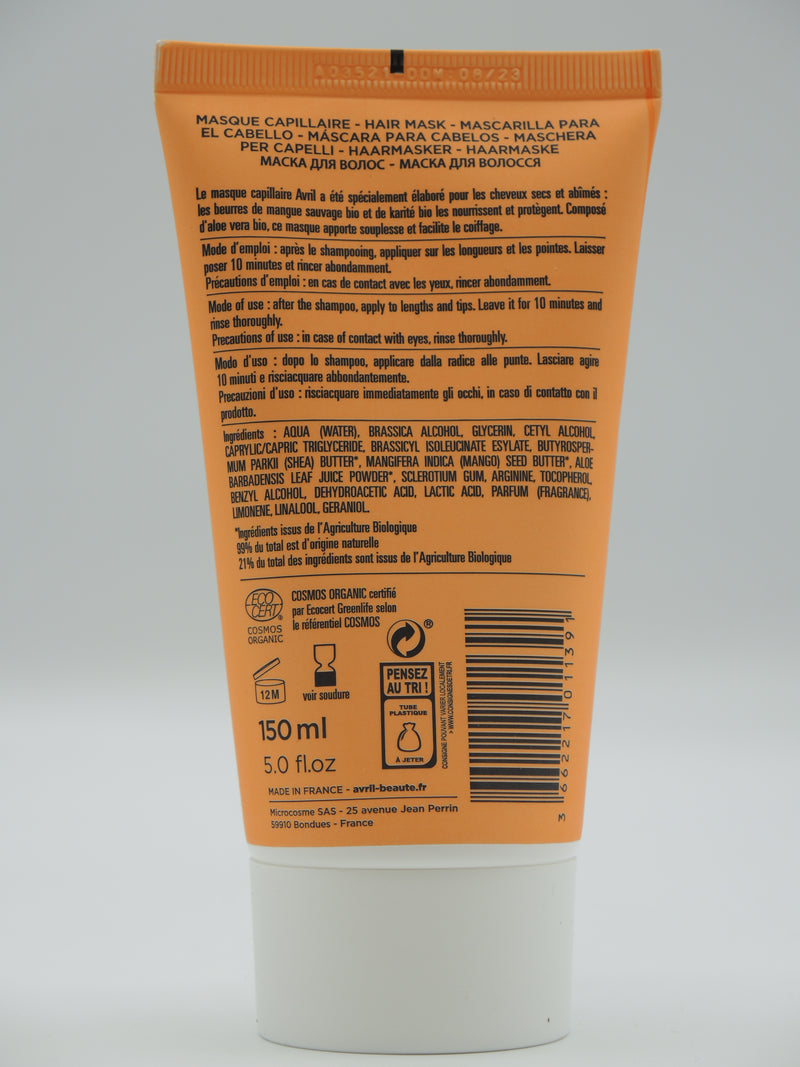 A03521 DOM:08/23
MASQUE CAPILLAIRE - HAIR MASK - MASCARILLA PARA
EL CABELLO - MÁSCARA PARA CABELOS - MASCHERA
PER CAPELLI - HAARMASKER - HAARMASKE
МАСКА ДЛЯ ВОЛОС - МАСКА ДЛЯ ВОЛОССЯ
Le masque capillaire Avril a été spécialement élaboré pour les cheveux secs et abîmés :
les beurres de mangue sauvage bio et de karité bio les nourrissent et protègent. Composé
d'aloe vera bio, ce masque apporte souplesse et facilite le coiffage.
Mode d'emploi : après le shampooing, appliquer sur les longueurs et les pointes. Laisser
poser 10 minutes et rincer abondamment.
Précautions d'emploi : en cas de contact avec les yeux, rincer abondamment.
Mode of use : after the shampoo, apply to lengths and tips. Leave it for 10 minutes and
rinse thoroughly.
Precautions of use : in case of contact with eyes, rinse thoroughly.
Modo d'uso : dopo lo shampoo, applicare dalla radice alle punte. Lasciare agire
10 minuti e risciacquare abbondantemente.
Precauzioni d'uso : risciacquare immediatamente gli occhi, in caso di contatto con il
prodotto.
Ingrédients : AQUA (WATER), BRASSICA ALCOHOL, GLYCERIN, CETYL ALCOHOL,
CAPRYLIC/CAPRIC TRIGLYCERIDE, BRASSICYL ISOLEUCINATE ESYLATE, BUTYROSPER-
MUM PARKII (SHEA) BUTTER*, MANGIFERA INDICA (MANGO) SEED BUTTER*, ALOE
BARBADENSIS LEAF JUICE POWDER*, SCLEROTIUM GUM, ARGININE, TOCOPHEROL,
BENZYL ALCOHOL, DEHYDROACETIC ACID, LACTIC ACID, PARFUM (FRAGRANCE),
LIMONENE, LINALOOL, GERANIOL.
*Ingrédients issus de l'Agriculture Biologique
99% du total est d'origine naturelle
21% du total des ingrédients sont issus de l'Agriculture Biologique
ECO
CERT®
COSMOS
ORGANIC
COSMOS ORGANIC certifié
par Ecocert Greenlife selon
le référentiel COSMOS
12M
voir soudure
®
PENSEZ
AU TRI !
TUBE
PLASTIQUE
À JETER
CONSIGNE POUVANT VARIER LOCALEMENT
> WWW.CONSIGNESDETRI.FR
3 662217 011391
150 ml
5.0 fl.oz
MADE IN FRANCE - avril-beaute.fr
Microcosme SAS - 25 avenue Jean Perrin
59910 Bondues - France